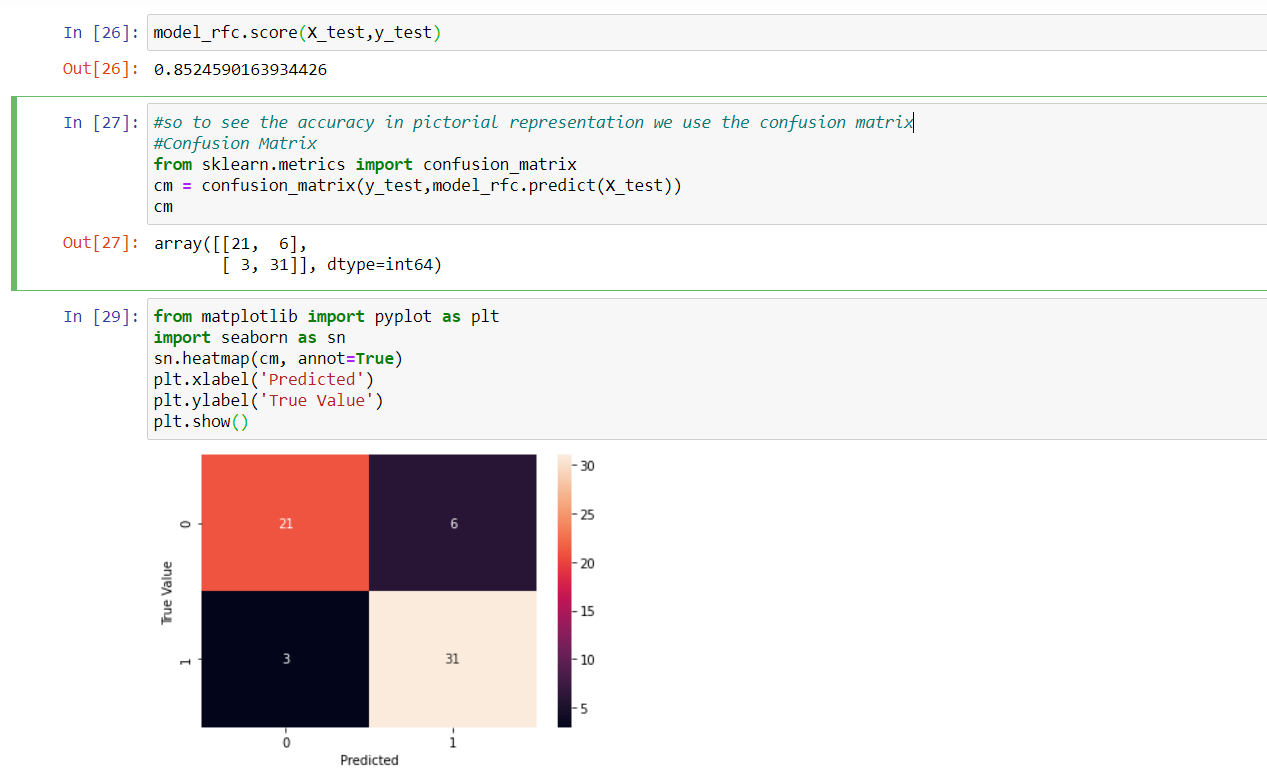 In [26]: model_rfc.score(X_test,y_test)
Out[26]: 0.8524590163934426
In [27]: #so to see the accuracy in pictorial representation we use the confusion matrix
#Confusion Matrix
from sklearn.metrics import confusion_matrix
cm = confusion_matrix(y_test,model_rfc.predict(X_test))
cm
Out[27]: array([[21,  6],
       [ 3, 31]], dtype=int64)
In [29]: from matplotlib import pyplot as plt
import seaborn as sn
sn.heatmap(cm, annot=True)
plt.xlabel('Predicted')
plt.ylabel('True Value')
plt.show()
30
25
20
15
10
5
True Value
0
21
6
1
3
31
0
1
Predicted